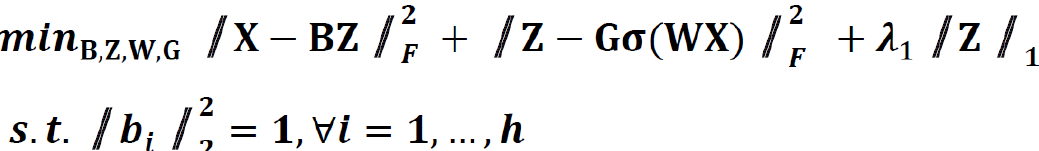 min_{B,Z,W,G} ‖X − BZ‖_F^2 + ‖Z − Gσ(WX)‖_F^2 + λ_1‖Z‖_1
s.t. ‖b_i‖_2^2 = 1, ∀i = 1, …, h